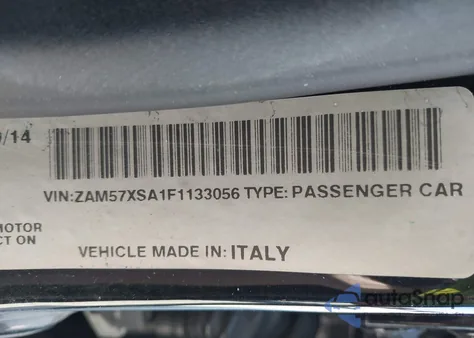 /14
VIN:ZAM57XSA1F1133056 TYPE: PASSENGER CAR
MOTOR
CT ON
VEHICLE MADE IN: ITALY
autoSnap